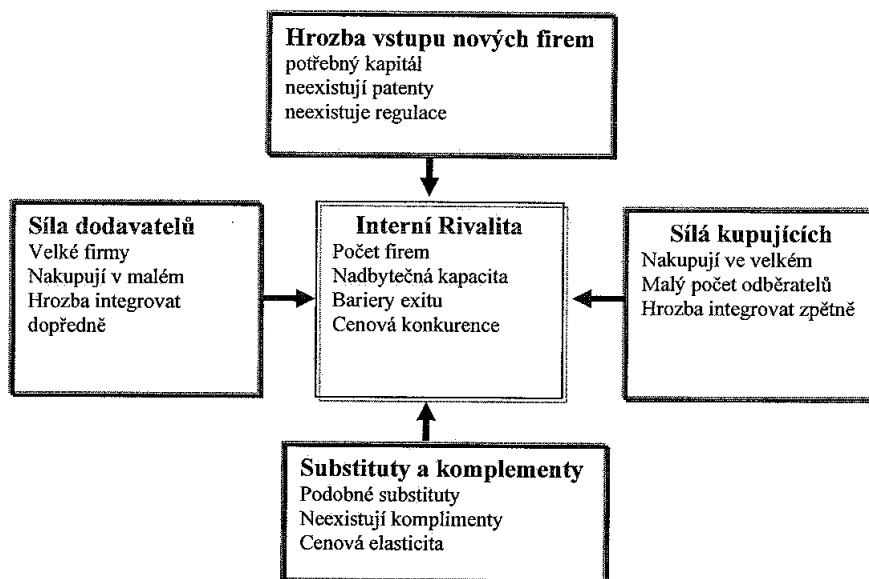 Hrozba vstupu nových firem
potřebný kapitál
neexistují patenty
neexistuje regulace
Síla dodavatelů
Velké firmy
Nakupují v malém
Hrozba integrovat
dopředně
Interní Rivalita
Počet firem
Nadbytečná kapacita
Bariery exitu
Cenová konkurence
Sílá kupujících
Nakupují ve velkém
Malý počet odběratelů
Hrozba integrovat zpětně
Substituty a komplementy
Podobné substituty
Neexistují komplimenty
Cenová elasticita